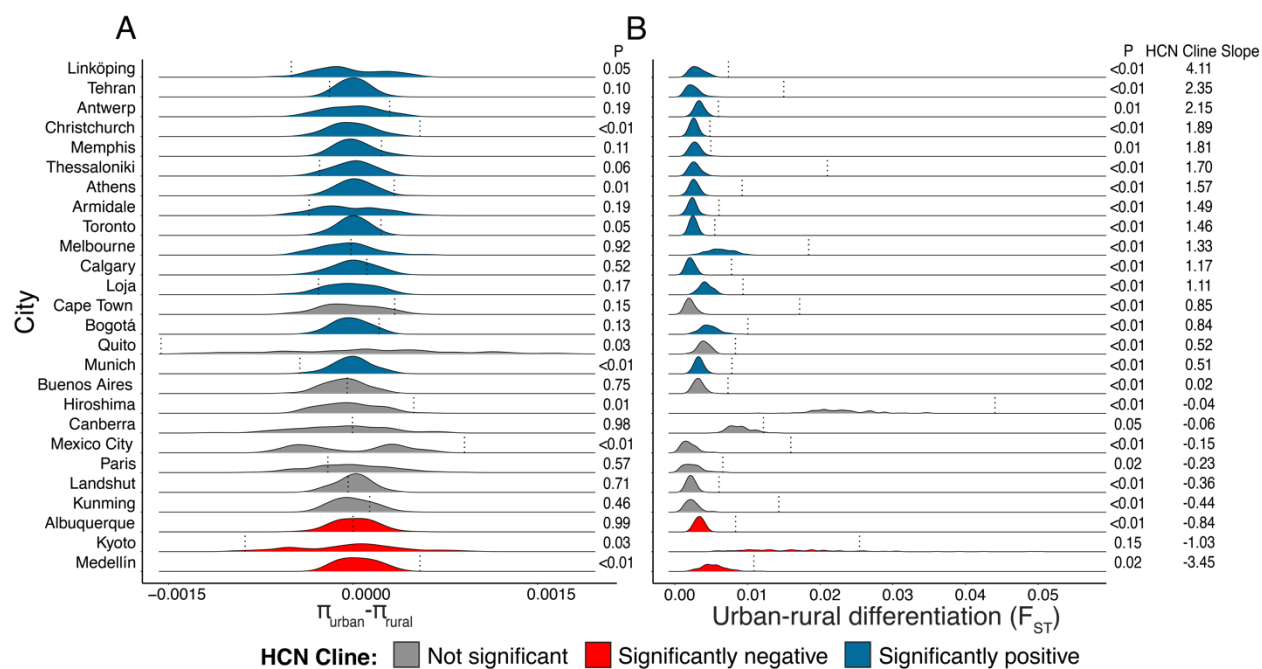 A
B
P
P HCN Cline Slope
City
Linköping 0.05 <0.01 4.11
Tehran 0.10 <0.01 2.35
Antwerp 0.19 0.01 2.15
Christchurch <0.01 <0.01 1.89
Memphis 0.11 0.01 1.81
Thessaloniki 0.06 <0.01 1.70
Athens 0.01 <0.01 1.57
Armidale 0.19 <0.01 1.49
Toronto 0.05 <0.01 1.46
Melbourne 0.92 <0.01 1.33
Calgary 0.52 <0.01 1.17
Loja 0.17 <0.01 1.11
Cape Town 0.15 <0.01 0.85
Bogotá 0.13 <0.01 0.84
Quito 0.03 <0.01 0.52
Munich <0.01 <0.01 0.51
Buenos Aires 0.75 <0.01 0.02
Hiroshima 0.01 <0.01 -0.04
Canberra 0.98 0.05 -0.06
Mexico City <0.01 <0.01 -0.15
Paris 0.57 0.02 -0.23
Landshut 0.71 <0.01 -0.36
Kunming 0.46 <0.01 -0.44
Albuquerque 0.99 <0.01 -0.84
Kyoto 0.03 0.15 -1.03
Medellín <0.01 0.02 -3.45
−0.0015 0.0000 0.0015
πurban-πrural
0.00 0.01 0.02 0.03 0.04 0.05
Urban-rural differentiation (FST)
HCN Cline: Not significant Significantly negative Significantly positive